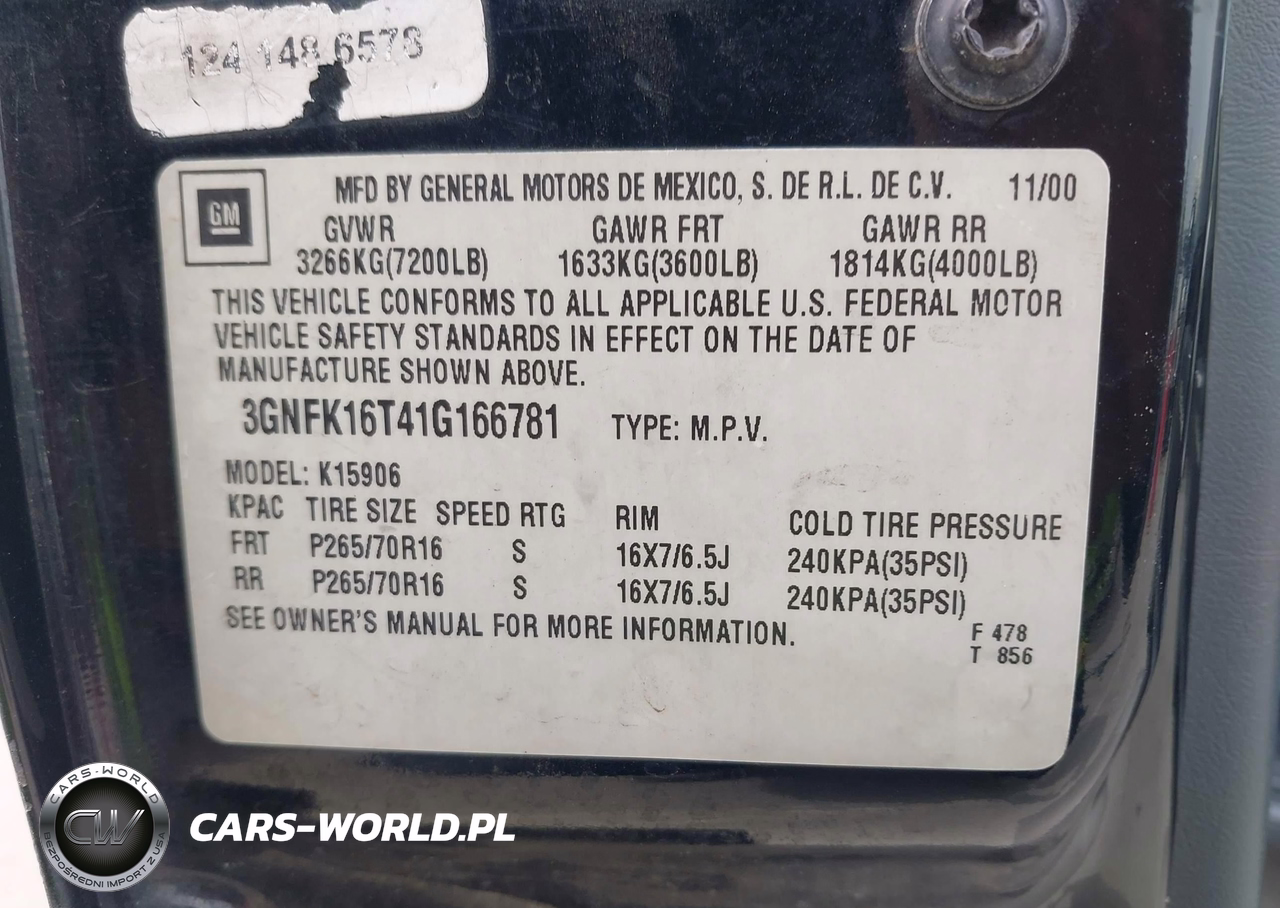 124 148 6578
GM
MFD BY GENERAL MOTORS DE MEXICO, S. DE R.L. DE C.V. 11/00
GVWR GAWR FRT GAWR RR
3266KG(7200LB) 1633KG(3600LB) 1814KG(4000LB)
THIS VEHICLE CONFORMS TO ALL APPLICABLE U.S. FEDERAL MOTOR
VEHICLE SAFETY STANDARDS IN EFFECT ON THE DATE OF
MANUFACTURE SHOWN ABOVE.
3GNFK16T41G166781 TYPE: M.P.V.
MODEL: K15906
KPAC TIRE SIZE SPEED RTG RIM COLD TIRE PRESSURE
FRT P265/70R16 S 16X7/6.5J 240KPA(35PSI)
RR P265/70R16 S 16X7/6.5J 240KPA(35PSI)
SEE OWNER'S MANUAL FOR MORE INFORMATION.
F 478
T 856
CARS-WORLD
CW
BEZPOŚREDNI IMPORT Z USA
CARS-WORLD.PL